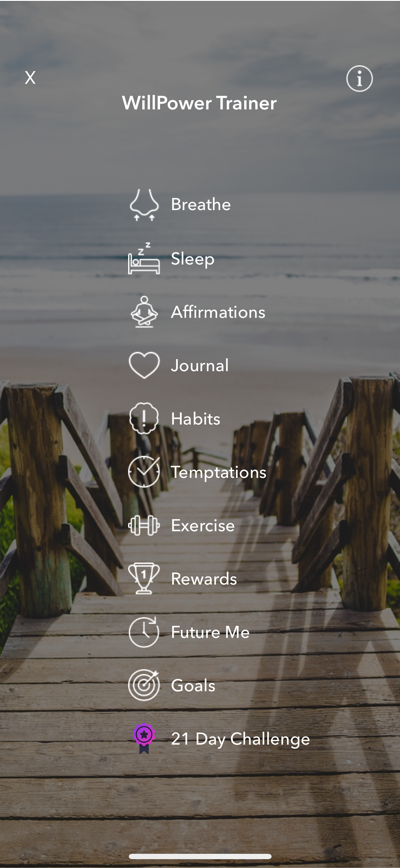 X
WillPower Trainer
Breathe
Sleep
Affirmations
Journal
Habits
Temptations
Exercise
Rewards
Future Me
Goals
21 Day Challenge